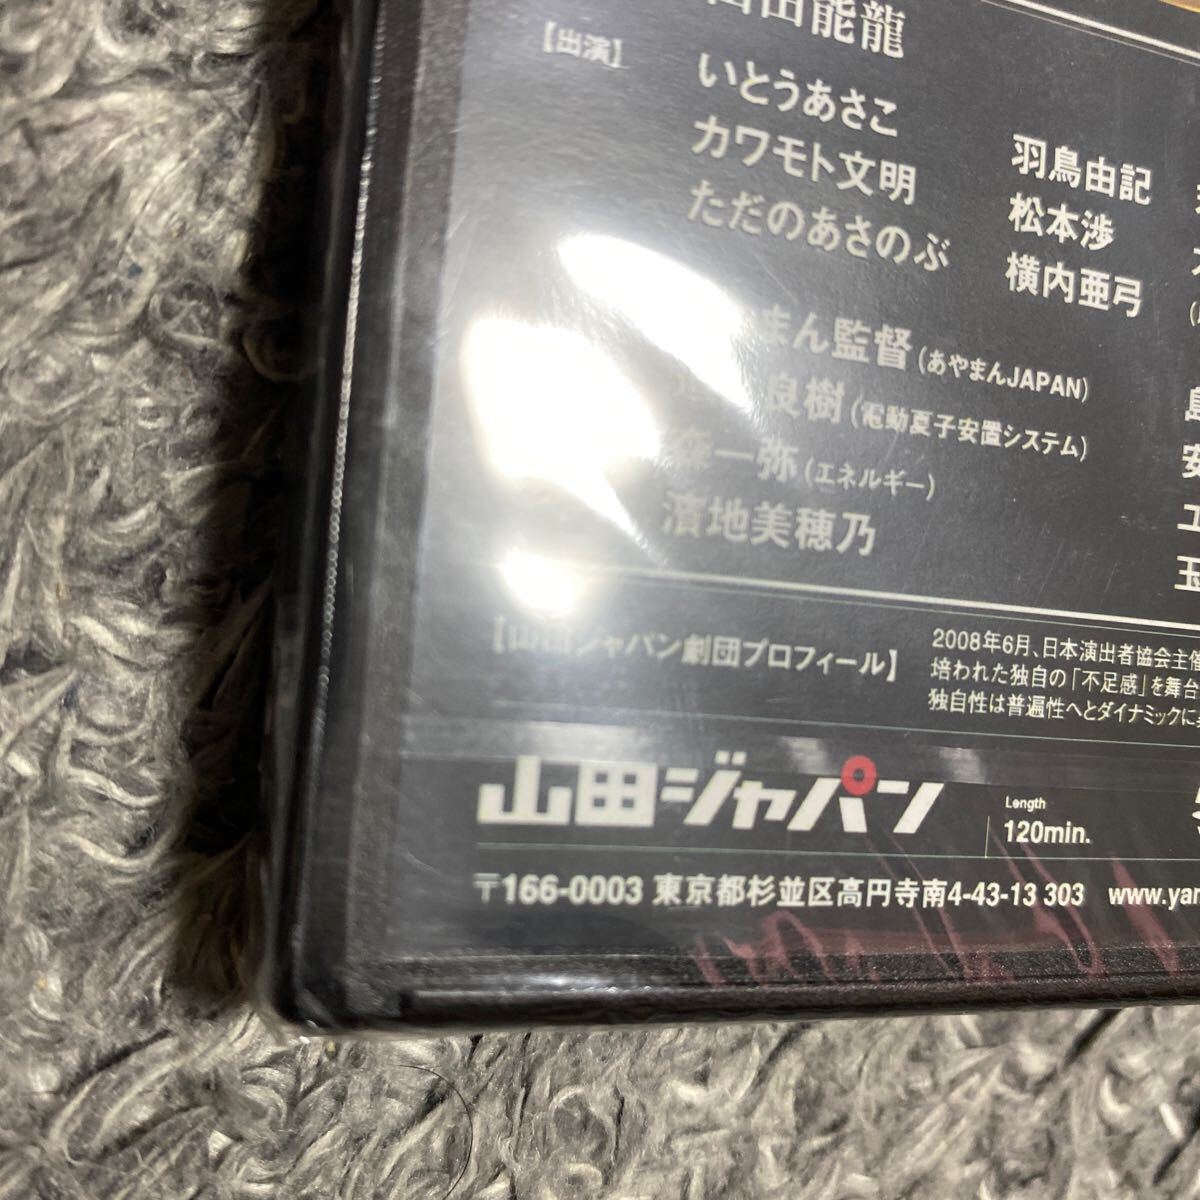 山田能龍
【出演】
いとうあさこ
カワモト文明 羽鳥由記
ただのあさのぶ 松本渉
横内亜弓
まん監督(あやまんJAPAN)
良樹(電動夏子安置システム)
森一弥(エネルギー)
濱地美穂乃
【山田ジャパン劇団プロフィール】
2008年6月、日本演出者協会主催
培われた独自の「不足感」を舞台
独自性は普遍性へとダイナミックに
山田ジャパン
Length
120min.
〒166-0003 東京都杉並区高円寺南4-43-13 303 www.yam